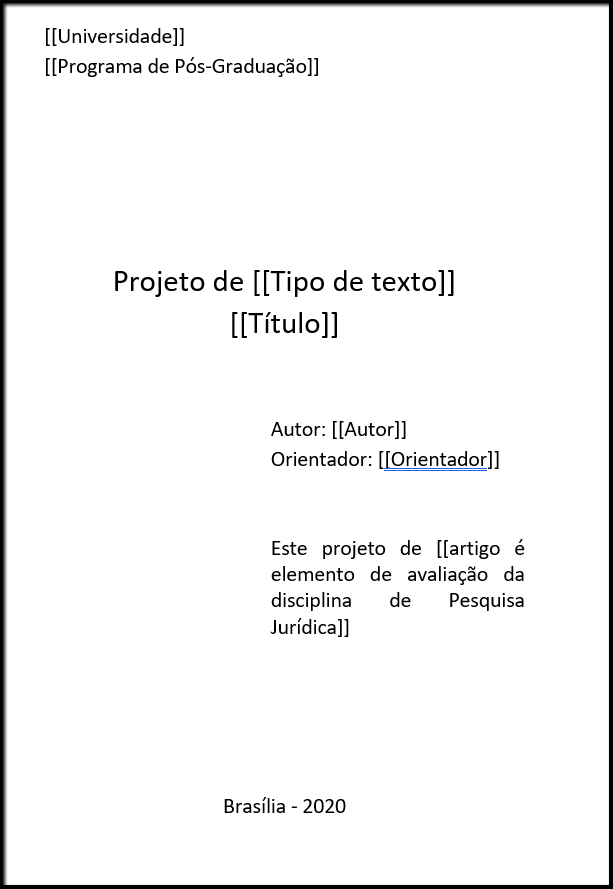 [[Universidade]]
[[Programa de Pós-Graduação]]
Projeto de [[Tipo de texto]]
[[Título]]
Autor: [[Autor]]
Orientador: [[Orientador]]
Este projeto de [[artigo é
elemento de avaliação da
disciplina de Pesquisa
Jurídica]]
Brasília - 2020